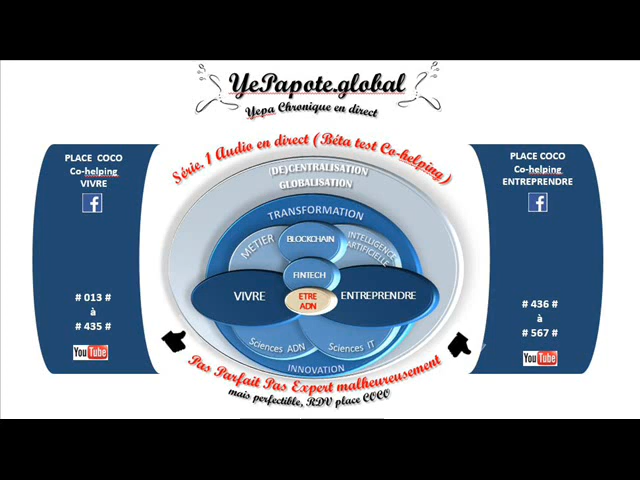 YePapote.global
Yepa Chronique en direct
Série.1 Audio en direct (Béta test Co-helping)
PLACE COCO
Co-helping
VIVRE
# 013 #
à
# 435 #
YouTube
(DE)CENTRALISATION
GLOBALISATION
TRANSFORMATION
METIER
BLOCKCHAIN
INTELLIGENCE
ARTIFICIELLE
FINTECH
VIVRE
ETRE
ADN
ENTREPRENDRE
Sciences ADN
Sciences IT
INNOVATION
PLACE COCO
Co-helping
ENTREPRENDRE
# 436 #
à
# 567 #
YouTube
Pas Parfait Pas Expert malheureusement
mais perfectible, RDV place COCO